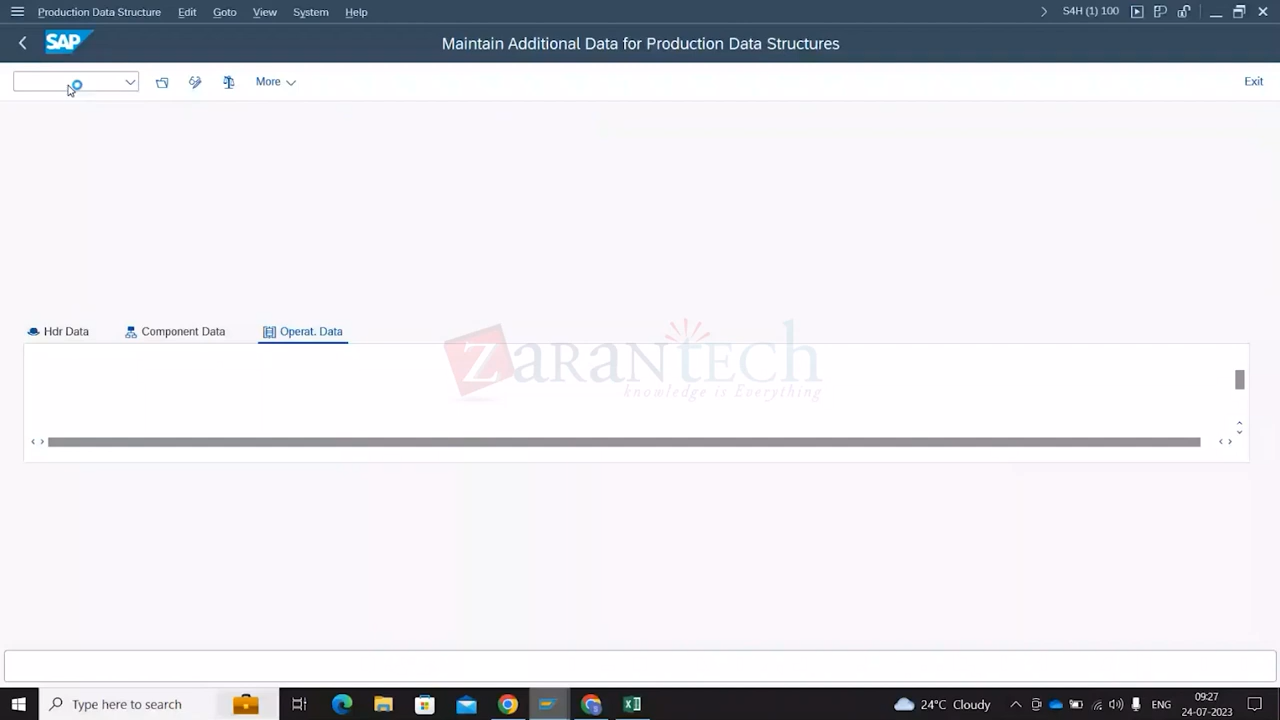 Production Data Structure Edit Goto View System Help S4H (1) 100
SAP Maintain Additional Data for Production Data Structures
More Exit
Hdr Data Component Data Operat. Data
zarantech
knowledge is Everything
Type here to search 24°C Cloudy ENG 09:27
24-07-2023